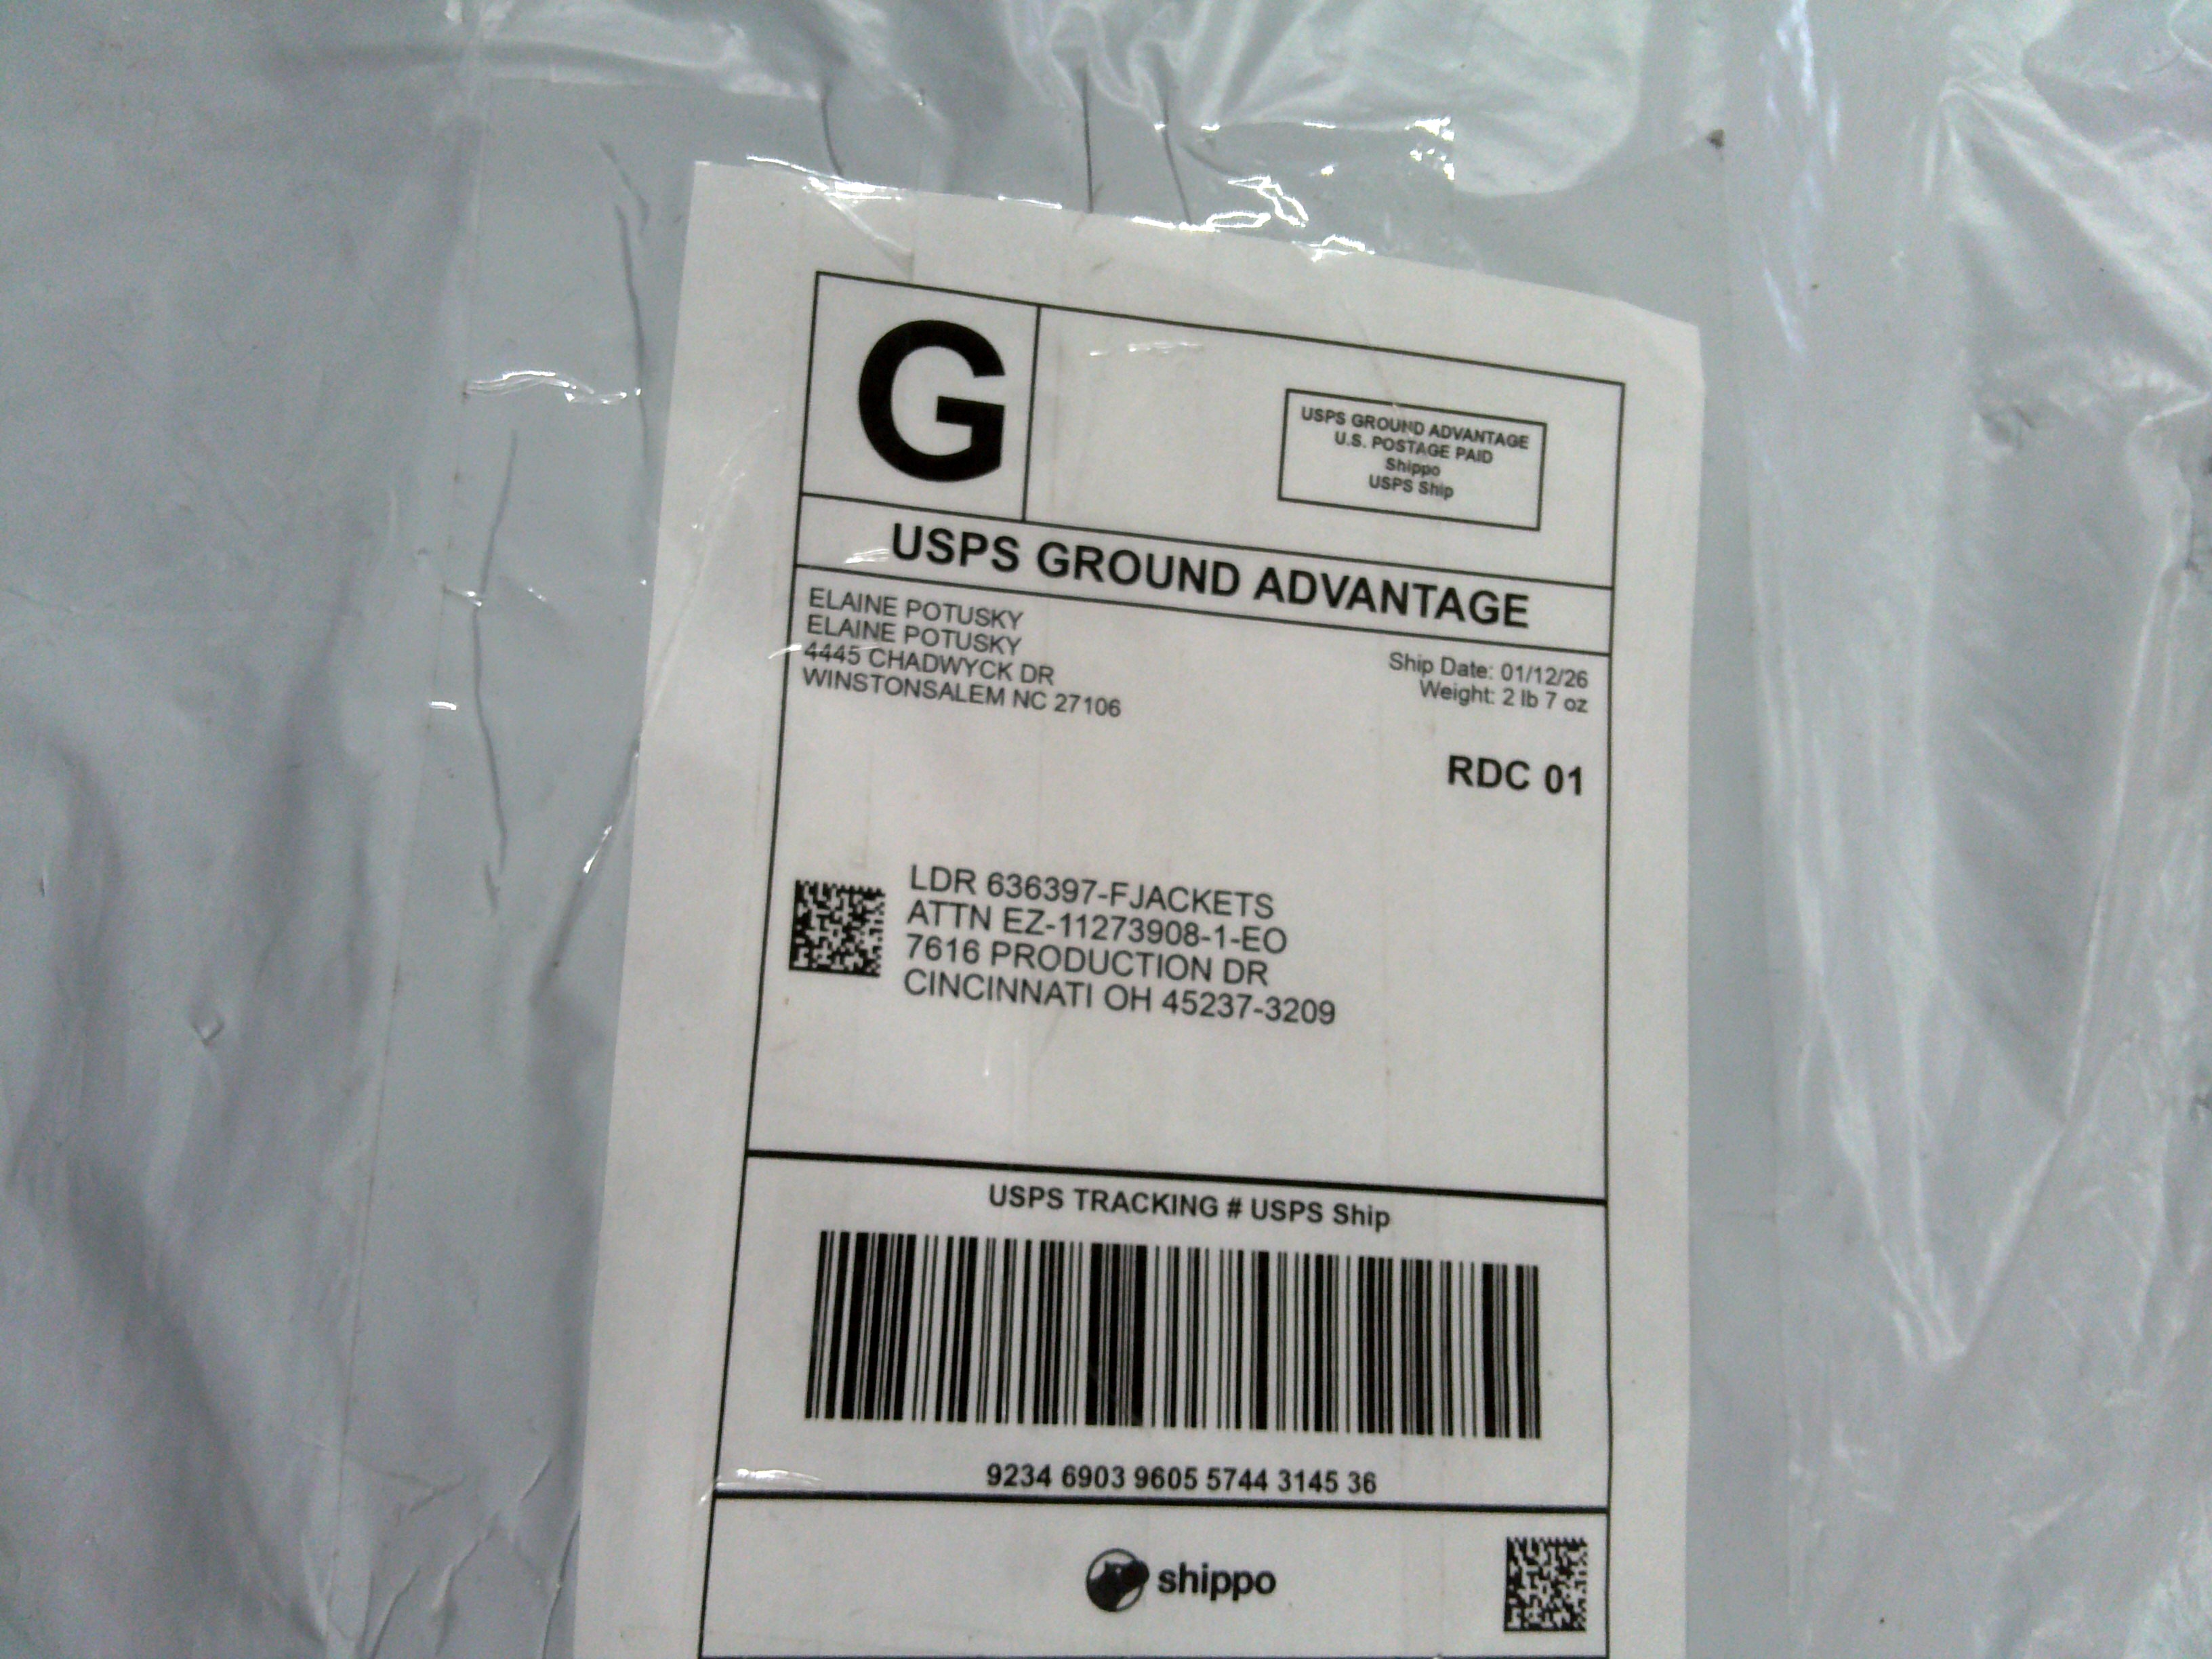 G
USPS GROUND ADVANTAGE
U.S. POSTAGE PAID
Shippo
USPS Ship
USPS GROUND ADVANTAGE
ELAINE POTUSKY
ELAINE POTUSKY
4445 CHADWYCK DR
WINSTONSALEM NC 27106
Ship Date: 01/12/26
Weight: 2 lb 7 oz
RDC 01
LDR 636397-FJACKETS
ATTN EZ-11273908-1-EO
7616 PRODUCTION DR
CINCINNATI OH 45237-3209
USPS TRACKING # USPS Ship
9234 6903 9605 5744 3145 36
shippo